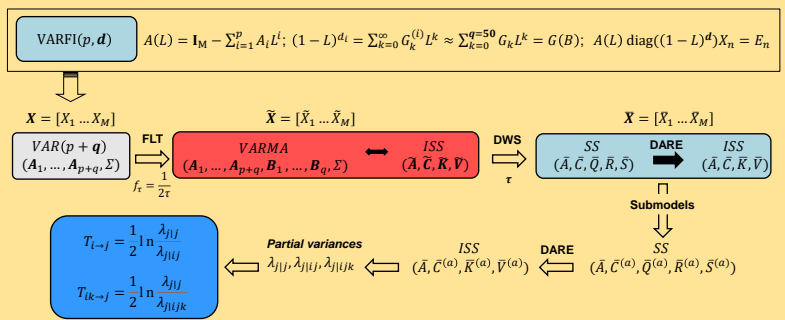 VARFI(p, d) A(L) = I_M − ∑_{i=1}^{p} A_i L^i; (1 − L)^{d_i} = ∑_{k=0}^{∞} G_k^{(i)} L^k ≈ ∑_{k=0}^{q=50} G_k L^k = G(B); A(L) diag((1 − L)^d) X_n = E_n
X = [X_1 … X_M] X̃ = [X̃_1 … X̃_M] X̄ = [X̄_1 … X̄_M]
VAR(p + q) FLT VARMA ISS DWS SS DARE ISS
(A_1, … , A_{p+q}, Σ) (A_1, … , A_{p+q}, B_1, … , B_q, Σ) (Ã, C̃, K̃, Ṽ) (Ā, C̄, Q̄, R̄, S̄) (Ā, C̄, K̄, V̄)
f_τ = 1/2τ τ
Submodels
T_{i→j} = 1/2 ln λ_{j|j}/λ_{j|ij} Partial variances ISS DARE SS
λ_{j|j}, λ_{j|ij}, λ_{j|ijk} (Ā, C̄^{(a)}, K̄^{(a)}, V̄^{(a)}) (Ā, C̄^{(a)}, Q̄^{(a)}, R̄^{(a)}, S̄^{(a)})
T_{ik→j} = 1/2 ln λ_{j|j}/λ_{j|ijk}